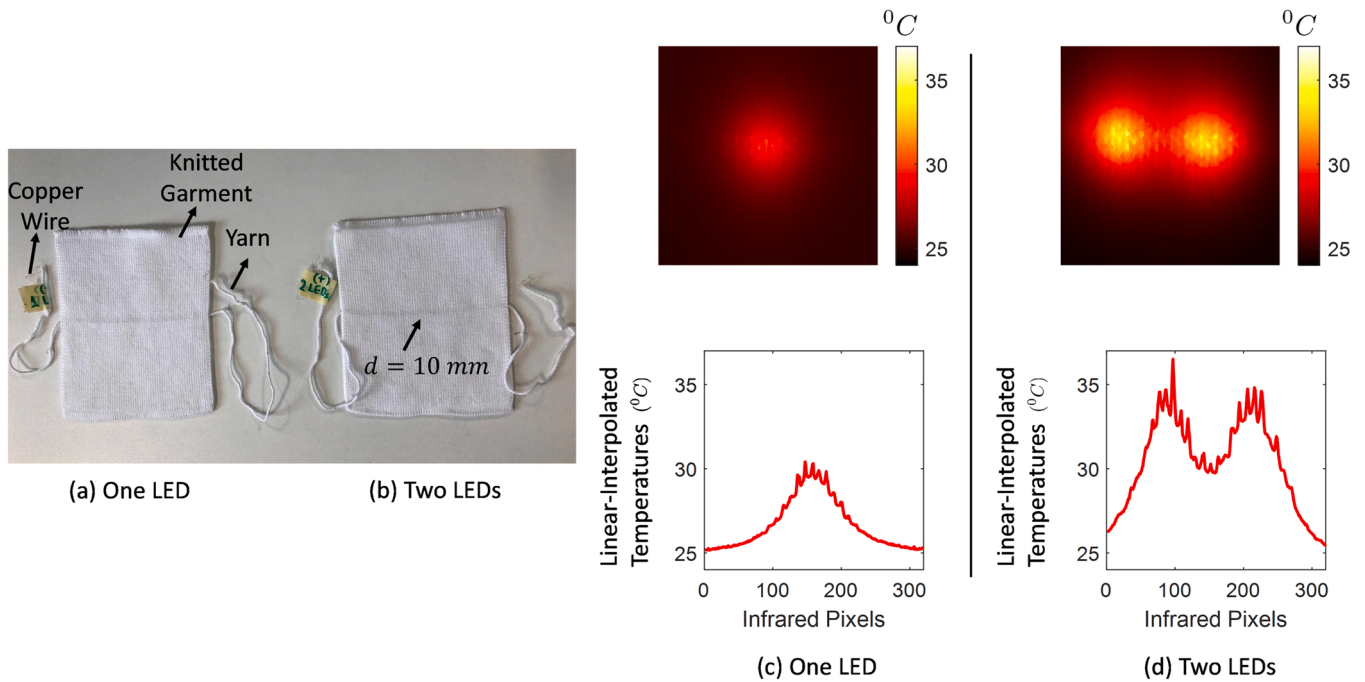 Copper
Wire
Knitted
Garment
Yarn
(+)
2 LEDs
d = 10 mm
(a) One LED
(b) Two LEDs
⁰C
35
30
25
Linear-Interpolated
Temperatures (⁰C)
35
30
25
0 100 200 300
Infrared Pixels
(c) One LED
⁰C
35
30
25
Linear-Interpolated
Temperatures (⁰C)
35
30
25
0 100 200 300
Infrared Pixels
(d) Two LEDs